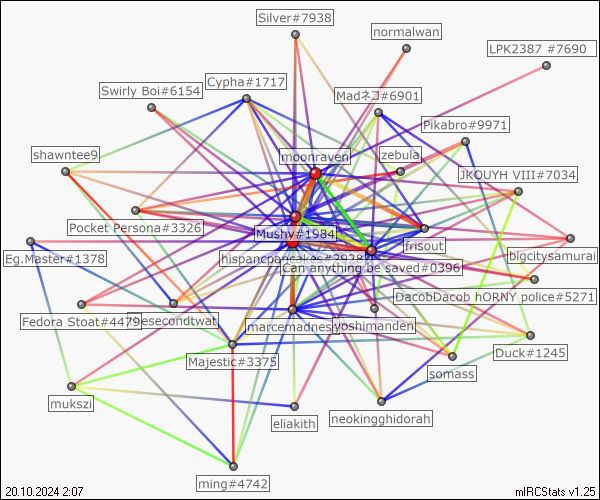 Silver#7938
normalwan
LPK2387 #7690
Cypha#1717
Swirly Boi#6154
Madネコ#6901
Pikabro#9971
moonraven
zebula
shawntee9
JKOUYH VIII#7034
Pocket Persona#3326
Mushy#1984
frisout
bigcitysamurai
Eg.Master#1378
hispancpancakes#2928
Can anything be saved#0396
DacobDacob hORNY police#5271
Fedora Stoat#4479
thesecondtwat
marcemadness
yoshimanden
Majestic#3375
Duck#1245
somass
mukszi
eliakith
neokingghidorah
ming#4742
20.10.2024 2:07
mIRCStats v1.25